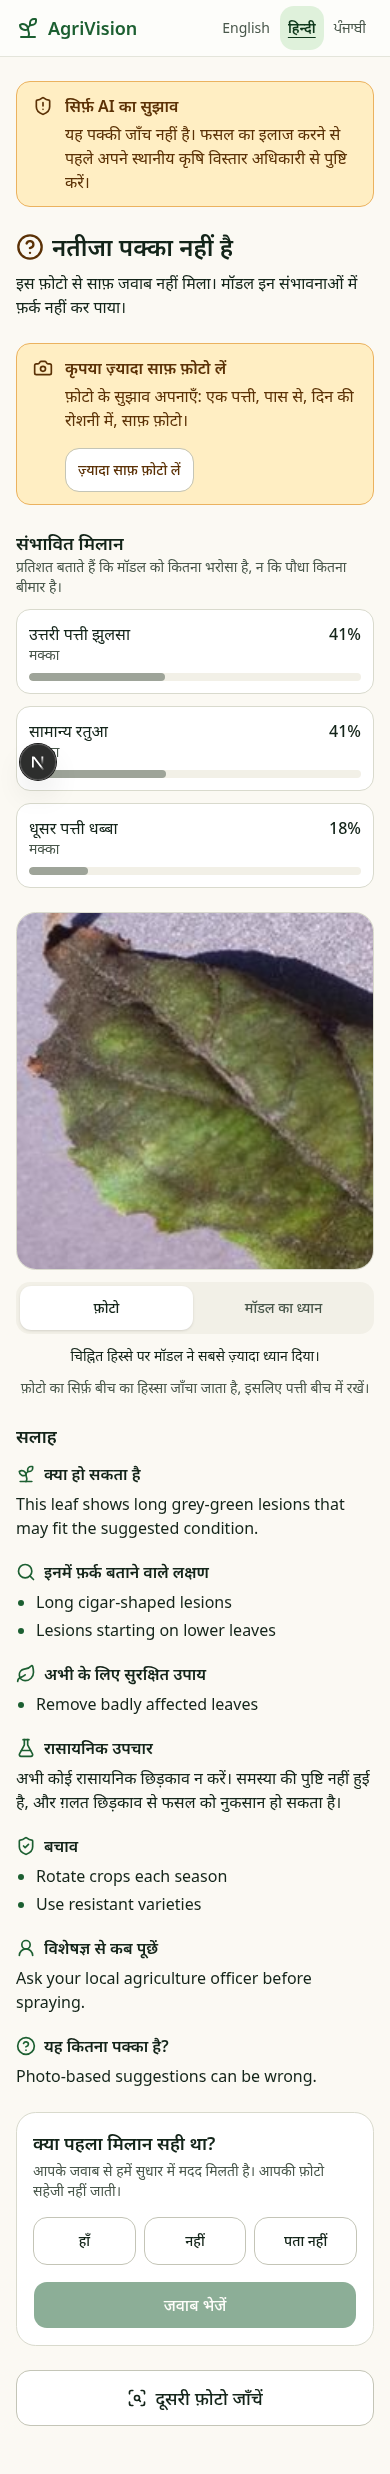 AgriVision
English हिन्दी ਪੰਜਾਬੀ
सिर्फ़ AI का सुझाव
यह पक्की जाँच नहीं है। फसल का इलाज करने से
पहले अपने स्थानीय कृषि विस्तार अधिकारी से पुष्टि
करें।
नतीजा पक्का नहीं है
इस फ़ोटो से साफ़ जवाब नहीं मिला। मॉडल इन संभावनाओं में
फ़र्क नहीं कर पाया।
कृपया ज़्यादा साफ़ फ़ोटो लें
फ़ोटो के सुझाव अपनाएँ: एक पत्ती, पास से, दिन की
रोशनी में, साफ़ फ़ोटो।
ज़्यादा साफ़ फ़ोटो लें
संभावित मिलान
प्रतिशत बताते हैं कि मॉडल को कितना भरोसा है, न कि पौधा कितना
बीमार है।
उत्तरी पत्ती झुलसा 41%
मक्का
सामान्य रतुआ 41%
N
धूसर पत्ती धब्बा 18%
मक्का
फ़ोटो मॉडल का ध्यान
चिह्नित हिस्से पर मॉडल ने सबसे ज़्यादा ध्यान दिया।
फ़ोटो का सिर्फ़ बीच का हिस्सा जाँचा जाता है, इसलिए पत्ती बीच में रखें।
सलाह
क्या हो सकता है
This leaf shows long grey-green lesions that
may fit the suggested condition.
इनमें फ़र्क बताने वाले लक्षण
Long cigar-shaped lesions
Lesions starting on lower leaves
अभी के लिए सुरक्षित उपाय
Remove badly affected leaves
रासायनिक उपचार
अभी कोई रासायनिक छिड़काव न करें। समस्या की पुष्टि नहीं हुई
है, और ग़लत छिड़काव से फसल को नुकसान हो सकता है।
बचाव
Rotate crops each season
Use resistant varieties
विशेषज्ञ से कब पूछें
Ask your local agriculture officer before
spraying.
यह कितना पक्का है?
Photo-based suggestions can be wrong.
क्या पहला मिलान सही था?
आपके जवाब से हमें सुधार में मदद मिलती है। आपकी फ़ोटो
सहेजी नहीं जाती।
हाँ नहीं पता नहीं
जवाब भेजें
दूसरी फ़ोटो जाँचें